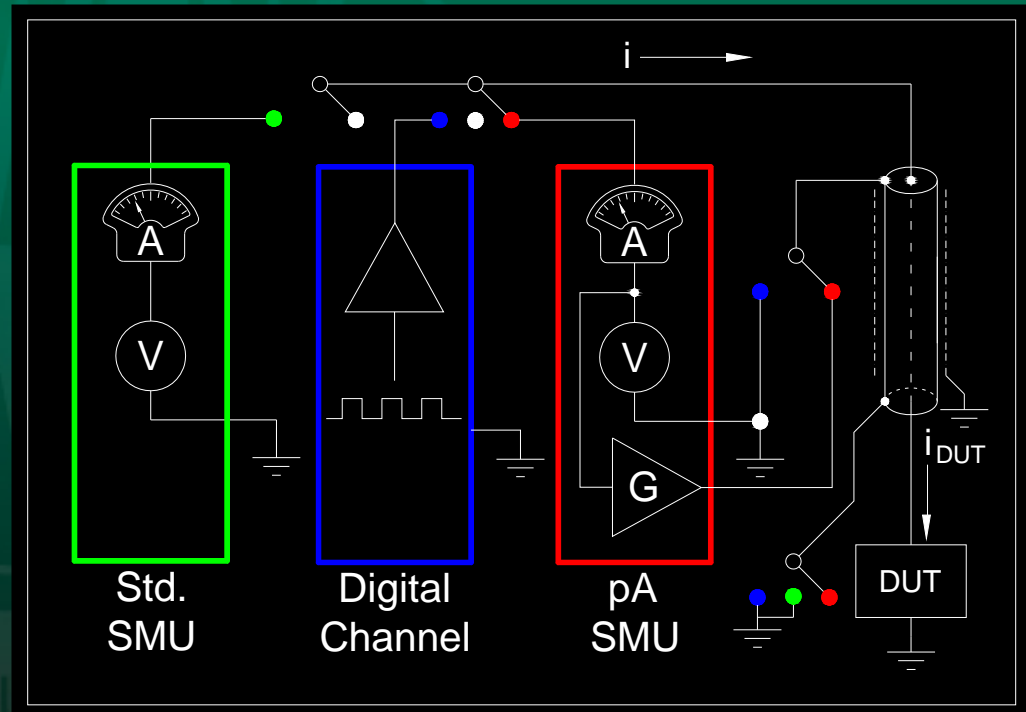 i
A
A
V
V
G
i DUT
DUT
Std.
SMU
Digital
Channel
pA
SMU